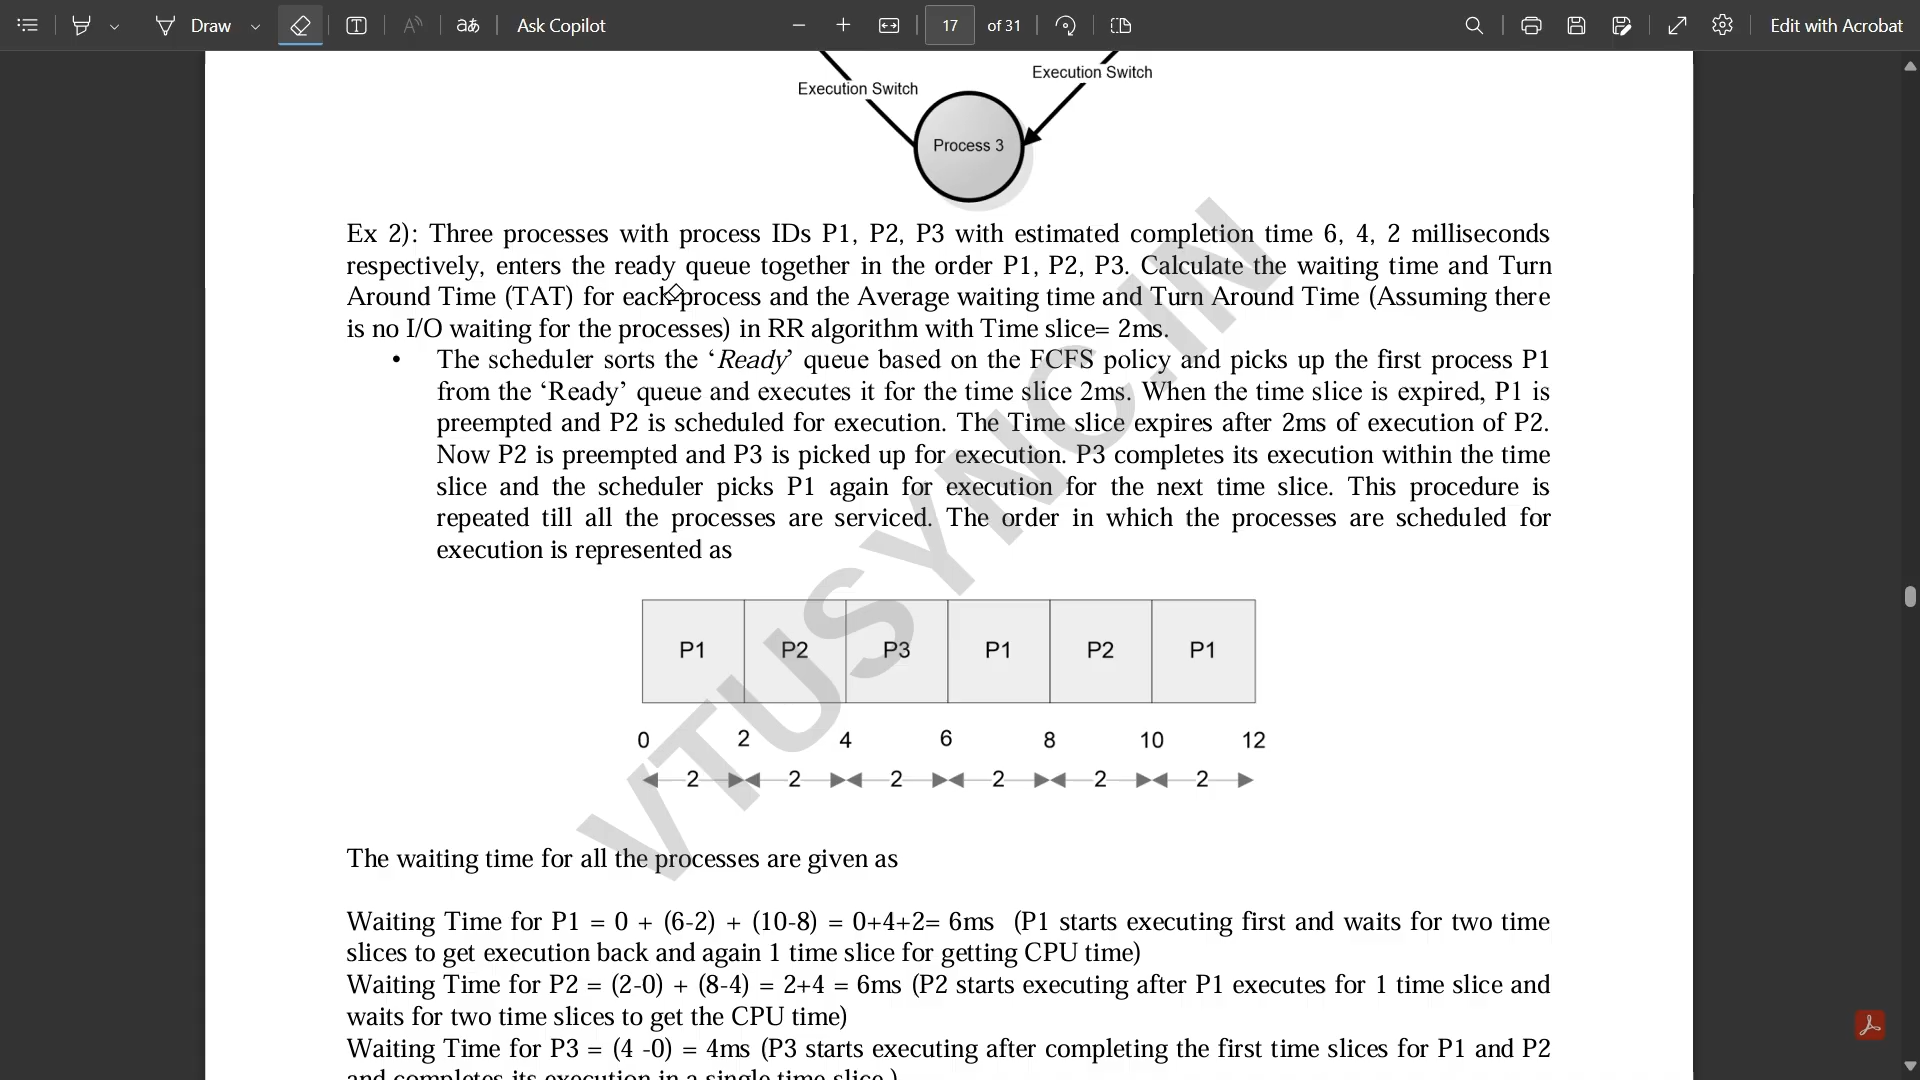 Draw
Ask Copilot
17 of 31
Edit with Acrobat
Execution Switch
Execution Switch
Process 3
Ex 2): Three processes with process IDs P1, P2, P3 with estimated completion time 6, 4, 2 milliseconds
respectively, enters the ready queue together in the order P1, P2, P3. Calculate the waiting time and Turn
Around Time (TAT) for each process and the Average waiting time and Turn Around Time (Assuming there
is no I/O waiting for the processes) in RR algorithm with Time slice= 2ms.
• The scheduler sorts the ‘Ready’ queue based on the FCFS policy and picks up the first process P1
from the ‘Ready’ queue and executes it for the time slice 2ms. When the time slice is expired, P1 is
preempted and P2 is scheduled for execution. The Time slice expires after 2ms of execution of P2.
Now P2 is preempted and P3 is picked up for execution. P3 completes its execution within the time
slice and the scheduler picks P1 again for execution for the next time slice. This procedure is
repeated till all the processes are serviced. The order in which the processes are scheduled for
execution is represented as
P1 P2 P3 P1 P2 P1
0 2 4 6 8 10 12
2 2 2 2 2 2
The waiting time for all the processes are given as
Waiting Time for P1 = 0 + (6-2) + (10-8) = 0+4+2= 6ms (P1 starts executing first and waits for two time
slices to get execution back and again 1 time slice for getting CPU time)
Waiting Time for P2 = (2-0) + (8-4) = 2+4 = 6ms (P2 starts executing after P1 executes for 1 time slice and
waits for two time slices to get the CPU time)
Waiting Time for P3 = (4 -0) = 4ms (P3 starts executing after completing the first time slices for P1 and P2
and completes its execution in a single time slice.)
VTUSYNC.IN